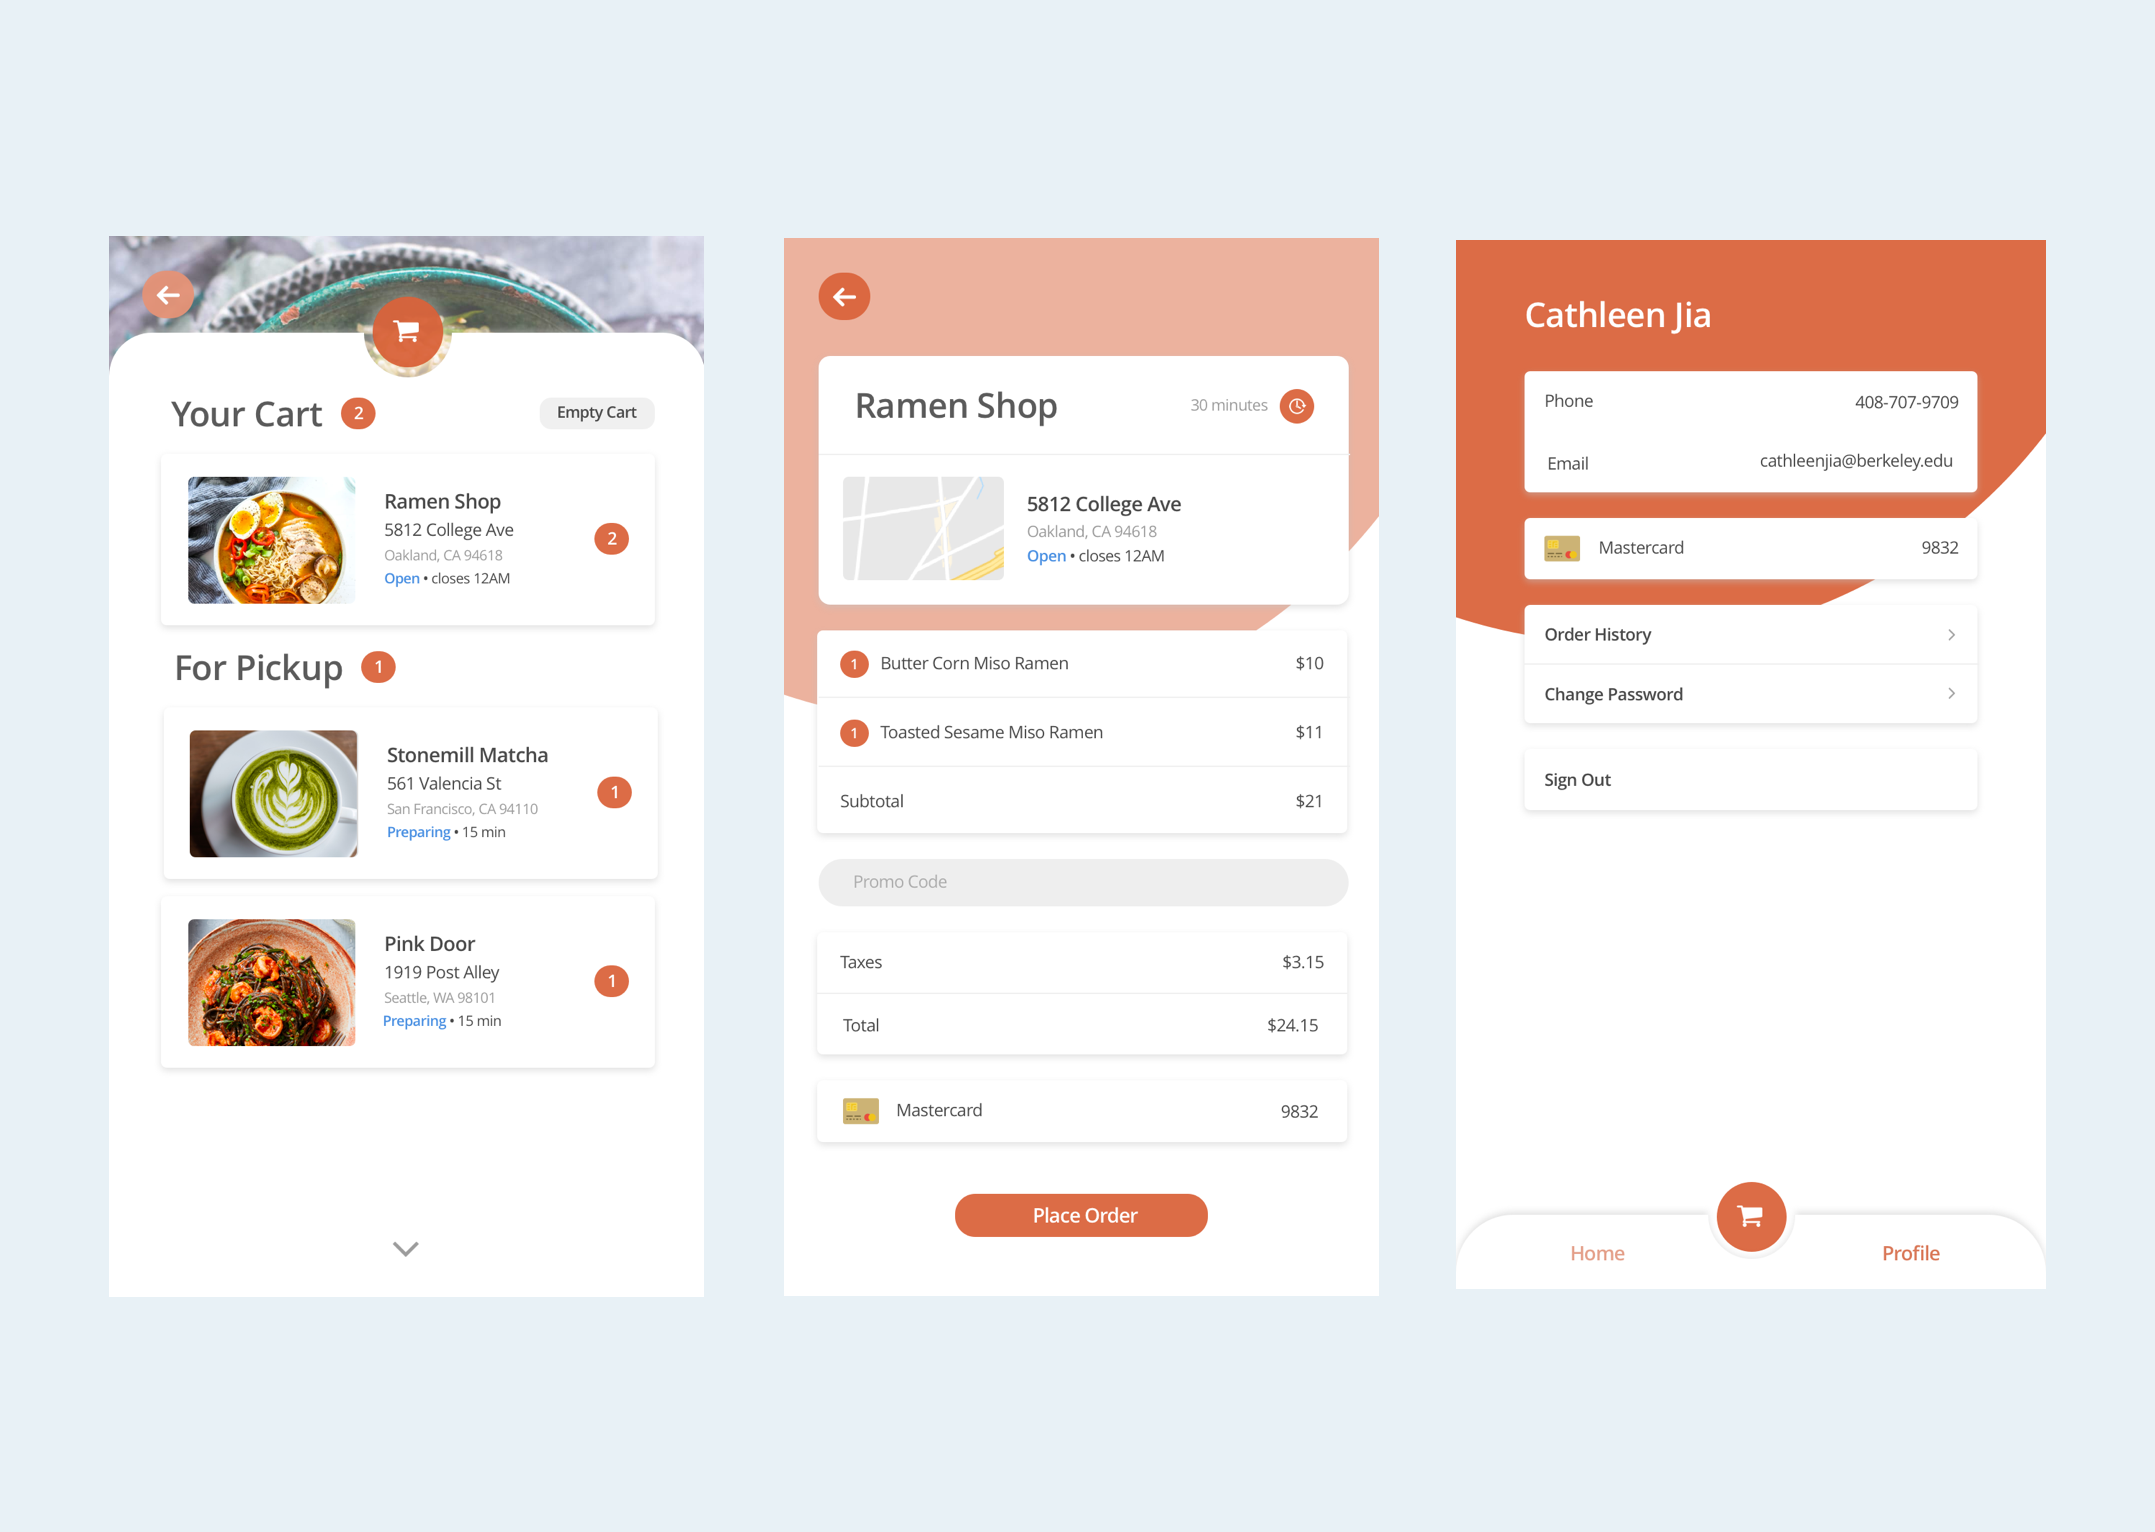 Your Cart 2 Empty Cart
Ramen Shop
5812 College Ave
Oakland, CA 94618
Open • closes 12AM
2
For Pickup 1
Stonemill Matcha
561 Valencia St
San Francisco, CA 94110
Preparing • 15 min
1
Pink Door
1919 Post Alley
Seattle, WA 98101
Preparing • 15 min
1
Ramen Shop 30 minutes
5812 College Ave
Oakland, CA 94618
Open • closes 12AM
1 Butter Corn Miso Ramen $10
1 Toasted Sesame Miso Ramen $11
Subtotal $21
Promo Code
Taxes $3.15
Total $24.15
Mastercard 9832
Place Order
Cathleen Jia
Phone 408-707-9709
Email cathleenjia@berkeley.edu
Mastercard 9832
Order History
Change Password
Sign Out
Home Profile